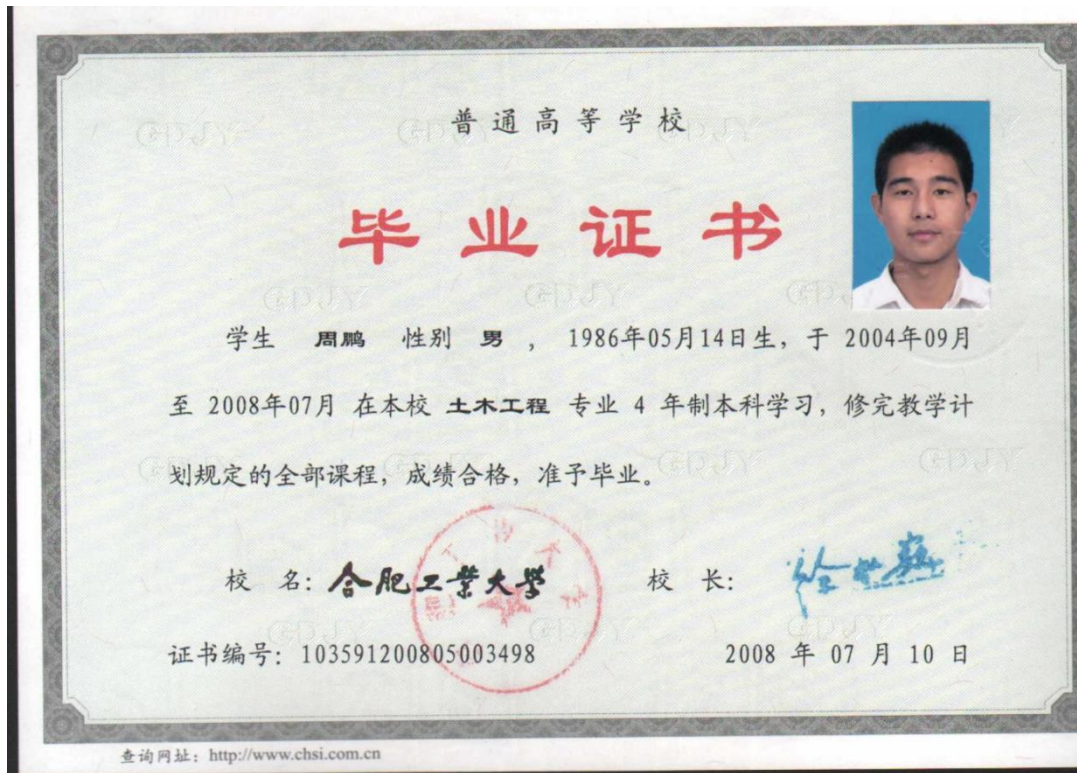 普通高等学校
毕业证书
学生 周鹏 性别 男 ， 1986年05月14日生，于 2004年09月
至 2008年07月 在本校 土木工程 专业 4 年制本科学习，修完教学计
划规定的全部课程，成绩合格，准予毕业。
校 名：合肥工业大学 校 长：
证书编号：103591200805003498 2008 年 07 月 10 日
查询网址：http://www.chsi.com.cn
GDJY